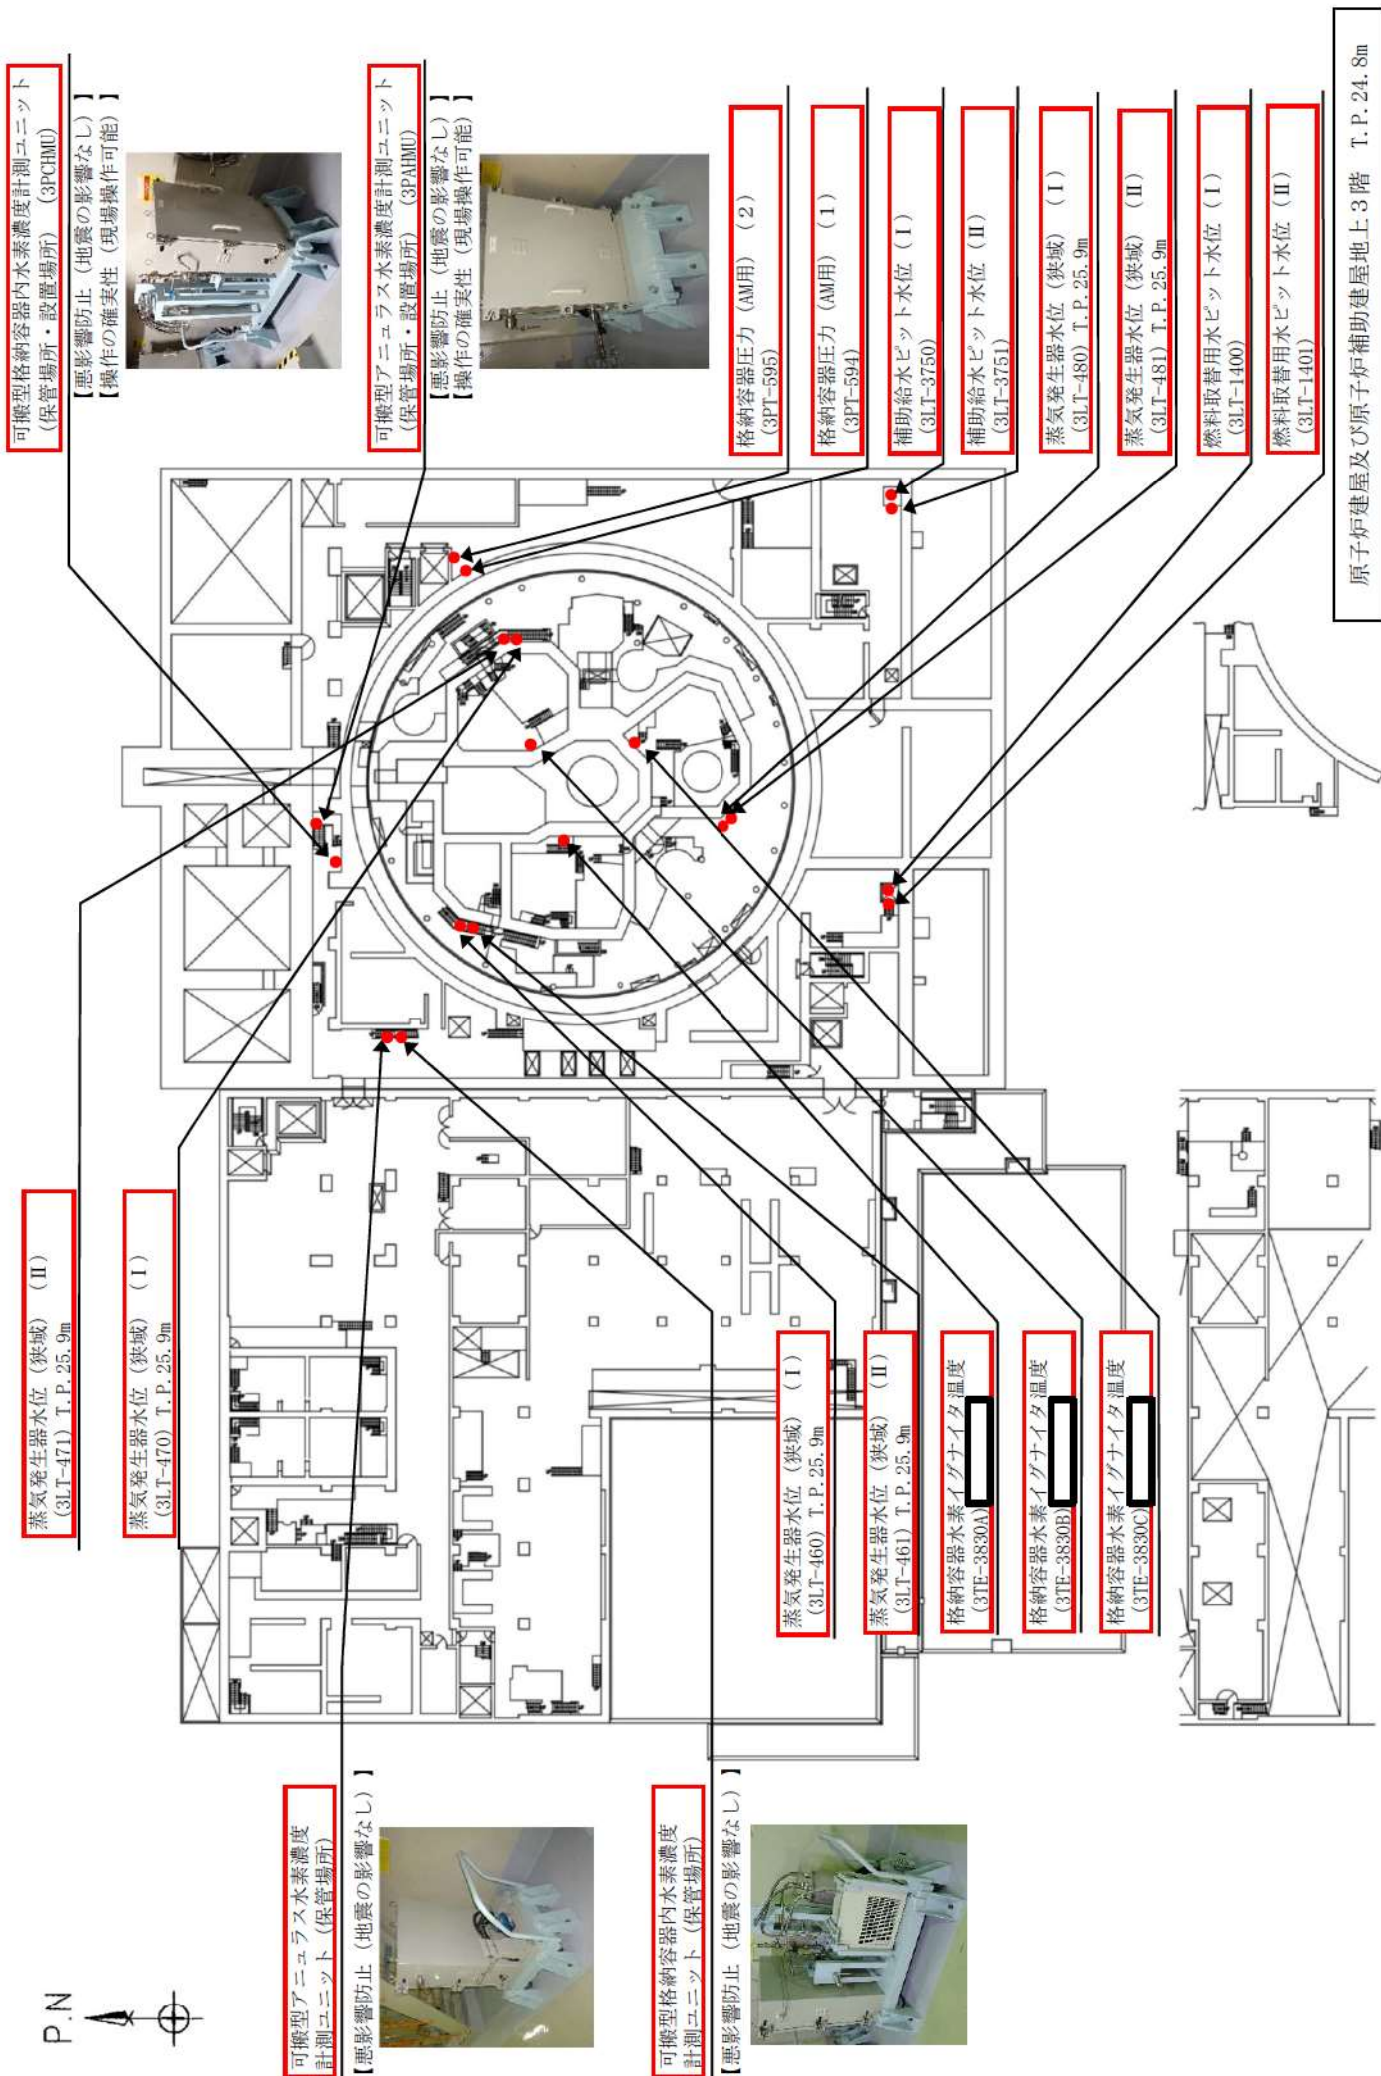 P.N
可搬型アニュラス水素濃度
計測ユニット（保管場所）
【悪影響防止（地震の影響なし）】
可搬型格納容器内水素濃度
計測ユニット（保管場所）
【悪影響防止（地震の影響なし）】
蒸気発生器水位（狭域）（Ⅱ）
(3LT-471) T.P.25.9m
蒸気発生器水位（狭域）（Ⅰ）
(3LT-470) T.P.25.9m
蒸気発生器水位（狭域）（Ⅰ）
(3LT-460) T.P.25.9m
蒸気発生器水位（狭域）（Ⅱ）
(3LT-461) T.P.25.9m
格納容器水素イグナイタ温度
(3TE-3830A)
格納容器水素イグナイタ温度
(3TE-3830B)
格納容器水素イグナイタ温度
(3TE-3830C)
可搬型格納容器内水素濃度計測ユニット
（保管場所・設置場所）（3PCHMU）
【悪影響防止（地震の影響なし）】
【操作の確実性（現場操作可能）】
可搬型アニュラス水素濃度計測ユニット
（保管場所・設置場所）（3PAHMU）
【悪影響防止（地震の影響なし）】
【操作の確実性（現場操作可能）】
格納容器圧力（AM用）（2）
(3PT-595)
格納容器圧力（AM用）（1）
(3PT-594)
補助給水ピット水位（Ⅰ）
(3LT-3750)
補助給水ピット水位（Ⅱ）
(3LT-3751)
蒸気発生器水位（狭域）（Ⅰ）
(3LT-480) T.P.25.9m
蒸気発生器水位（狭域）（Ⅱ）
(3LT-481) T.P.25.9m
燃料取替用水ピット水位（Ⅰ）
(3LT-1400)
燃料取替用水ピット水位（Ⅱ）
(3LT-1401)
原子炉建屋及び原子炉補助建屋地上３階　T.P.24.8m